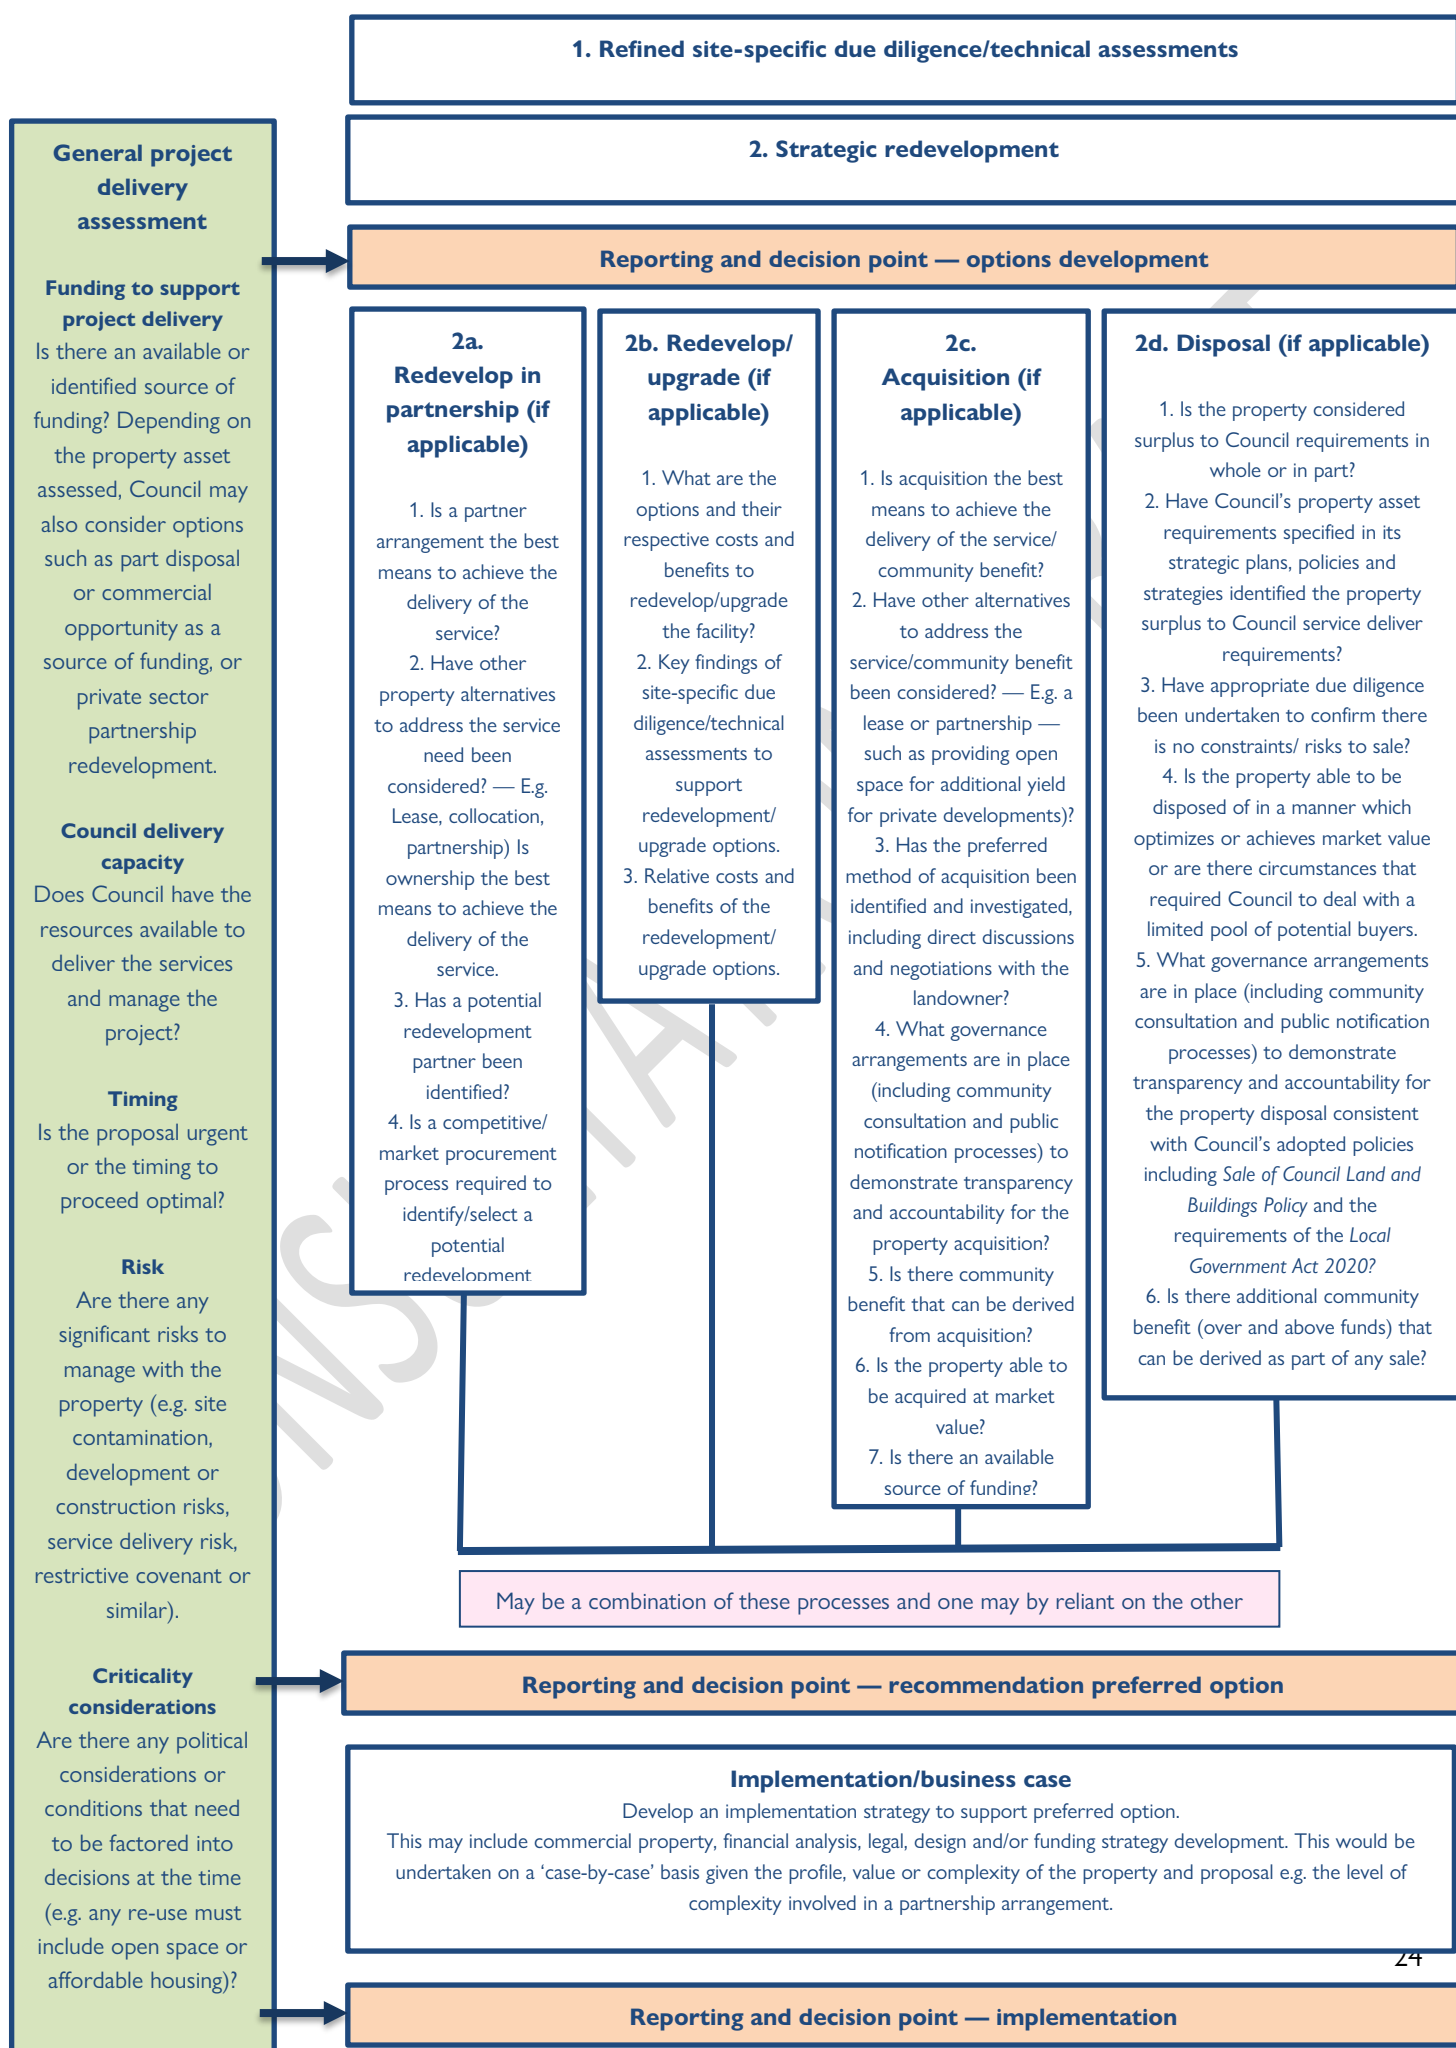 1. Refined site-specific due diligence/technical assessments
2. Strategic redevelopment
General project
delivery
assessment
Funding to support
project delivery
Is there an available or
identified source of
funding? Depending on
the property asset
assessed, Council may
also consider options
such as part disposal
or commercial
opportunity as a
source of funding, or
private sector
partnership
redevelopment.
Council delivery
capacity
Does Council have the
resources available to
deliver the services
and manage the
project?
Timing
Is the proposal urgent
or the timing to
proceed optimal?
Risk
Are there any
significant risks to
manage with the
property (e.g. site
contamination,
development or
construction risks,
service delivery risk,
restrictive covenant or
similar).
Criticality
considerations
Are there any political
considerations or
conditions that need
to be factored into
decisions at the time
(e.g. any re-use must
include open space or
affordable housing)?
Reporting and decision point — options development
2a.
Redevelop in
partnership (if
applicable)
1. Is a partner
arrangement the best
means to achieve the
delivery of the
service?
2. Have other
property alternatives
to address the service
need been
considered? — E.g.
Lease, collocation,
partnership) Is
ownership the best
means to achieve the
delivery of the
service.
3. Has a potential
redevelopment
partner been
identified?
4. Is a competitive/
market procurement
process required to
identify/select a
potential
redevelopment
2b. Redevelop/
upgrade (if
applicable)
1. What are the
options and their
respective costs and
benefits to
redevelop/upgrade
the facility?
2. Key findings of
site-specific due
diligence/technical
assessments to
support
redevelopment/
upgrade options.
3. Relative costs and
benefits of the
redevelopment/
upgrade options.
2c.
Acquisition (if
applicable)
1. Is acquisition the best
means to achieve the
delivery of the service/
community benefit?
2. Have other alternatives
to address the
service/community benefit
been considered? — E.g. a
lease or partnership —
such as providing open
space for additional yield
for private developments)?
3. Has the preferred
method of acquisition been
identified and investigated,
including direct discussions
and negotiations with the
landowner?
4. What governance
arrangements are in place
(including community
consultation and public
notification processes) to
demonstrate transparency
and accountability for the
property acquisition?
5. Is there community
benefit that can be derived
from acquisition?
6. Is the property able to
be acquired at market
value?
7. Is there an available
source of funding?
2d. Disposal (if applicable)
1. Is the property considered
surplus to Council requirements in
whole or in part?
2. Have Council’s property asset
requirements specified in its
strategic plans, policies and
strategies identified the property
surplus to Council service deliver
requirements?
3. Have appropriate due diligence
been undertaken to confirm there
is no constraints/ risks to sale?
4. Is the property able to be
disposed of in a manner which
optimizes or achieves market value
or are there circumstances that
required Council to deal with a
limited pool of potential buyers.
5. What governance arrangements
are in place (including community
consultation and public notification
processes) to demonstrate
transparency and accountability for
the property disposal consistent
with Council’s adopted policies
including Sale of Council Land and
Buildings Policy and the
requirements of the Local
Government Act 2020?
6. Is there additional community
benefit (over and above funds) that
can be derived as part of any sale?
May be a combination of these processes and one may by reliant on the other
Reporting and decision point — recommendation preferred option
Implementation/business case
Develop an implementation strategy to support preferred option.
This may include commercial property, financial analysis, legal, design and/or funding strategy development. This would be
undertaken on a ‘case-by-case’ basis given the profile, value or complexity of the property and proposal e.g. the level of
complexity involved in a partnership arrangement.
24
Reporting and decision point — implementation